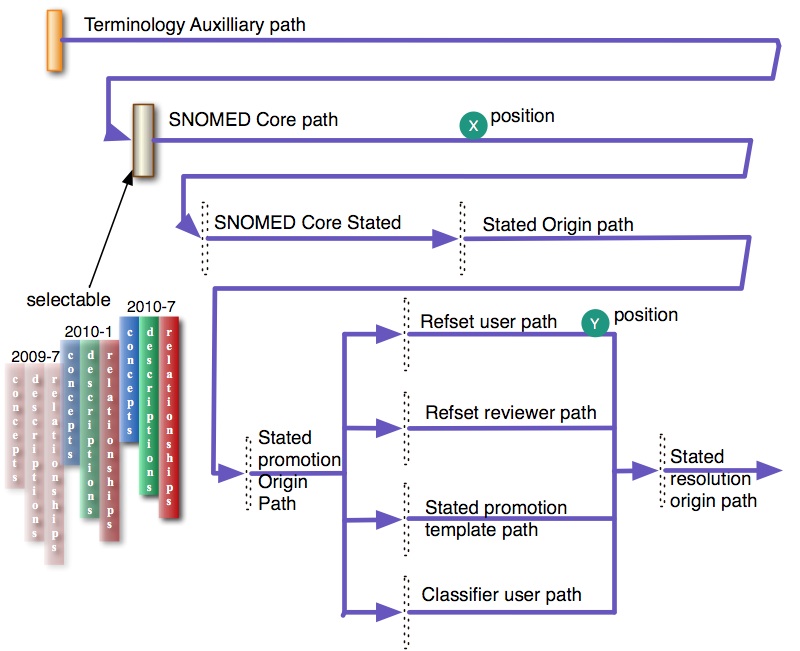 Terminology Auxilliary path
SNOMED Core path
X
position
SNOMED Core Stated
Stated Origin path
selectable
2010-7
2010-1
2009-7
concepts
descriptions
relationships
concepts
descriptions
relationships
concepts
descriptions
relationships
Refset user path
Y
position
Refset reviewer path
Stated
promotion
Origin
Path
Stated promotion
template path
Classifier user path
Stated
resolution
origin path